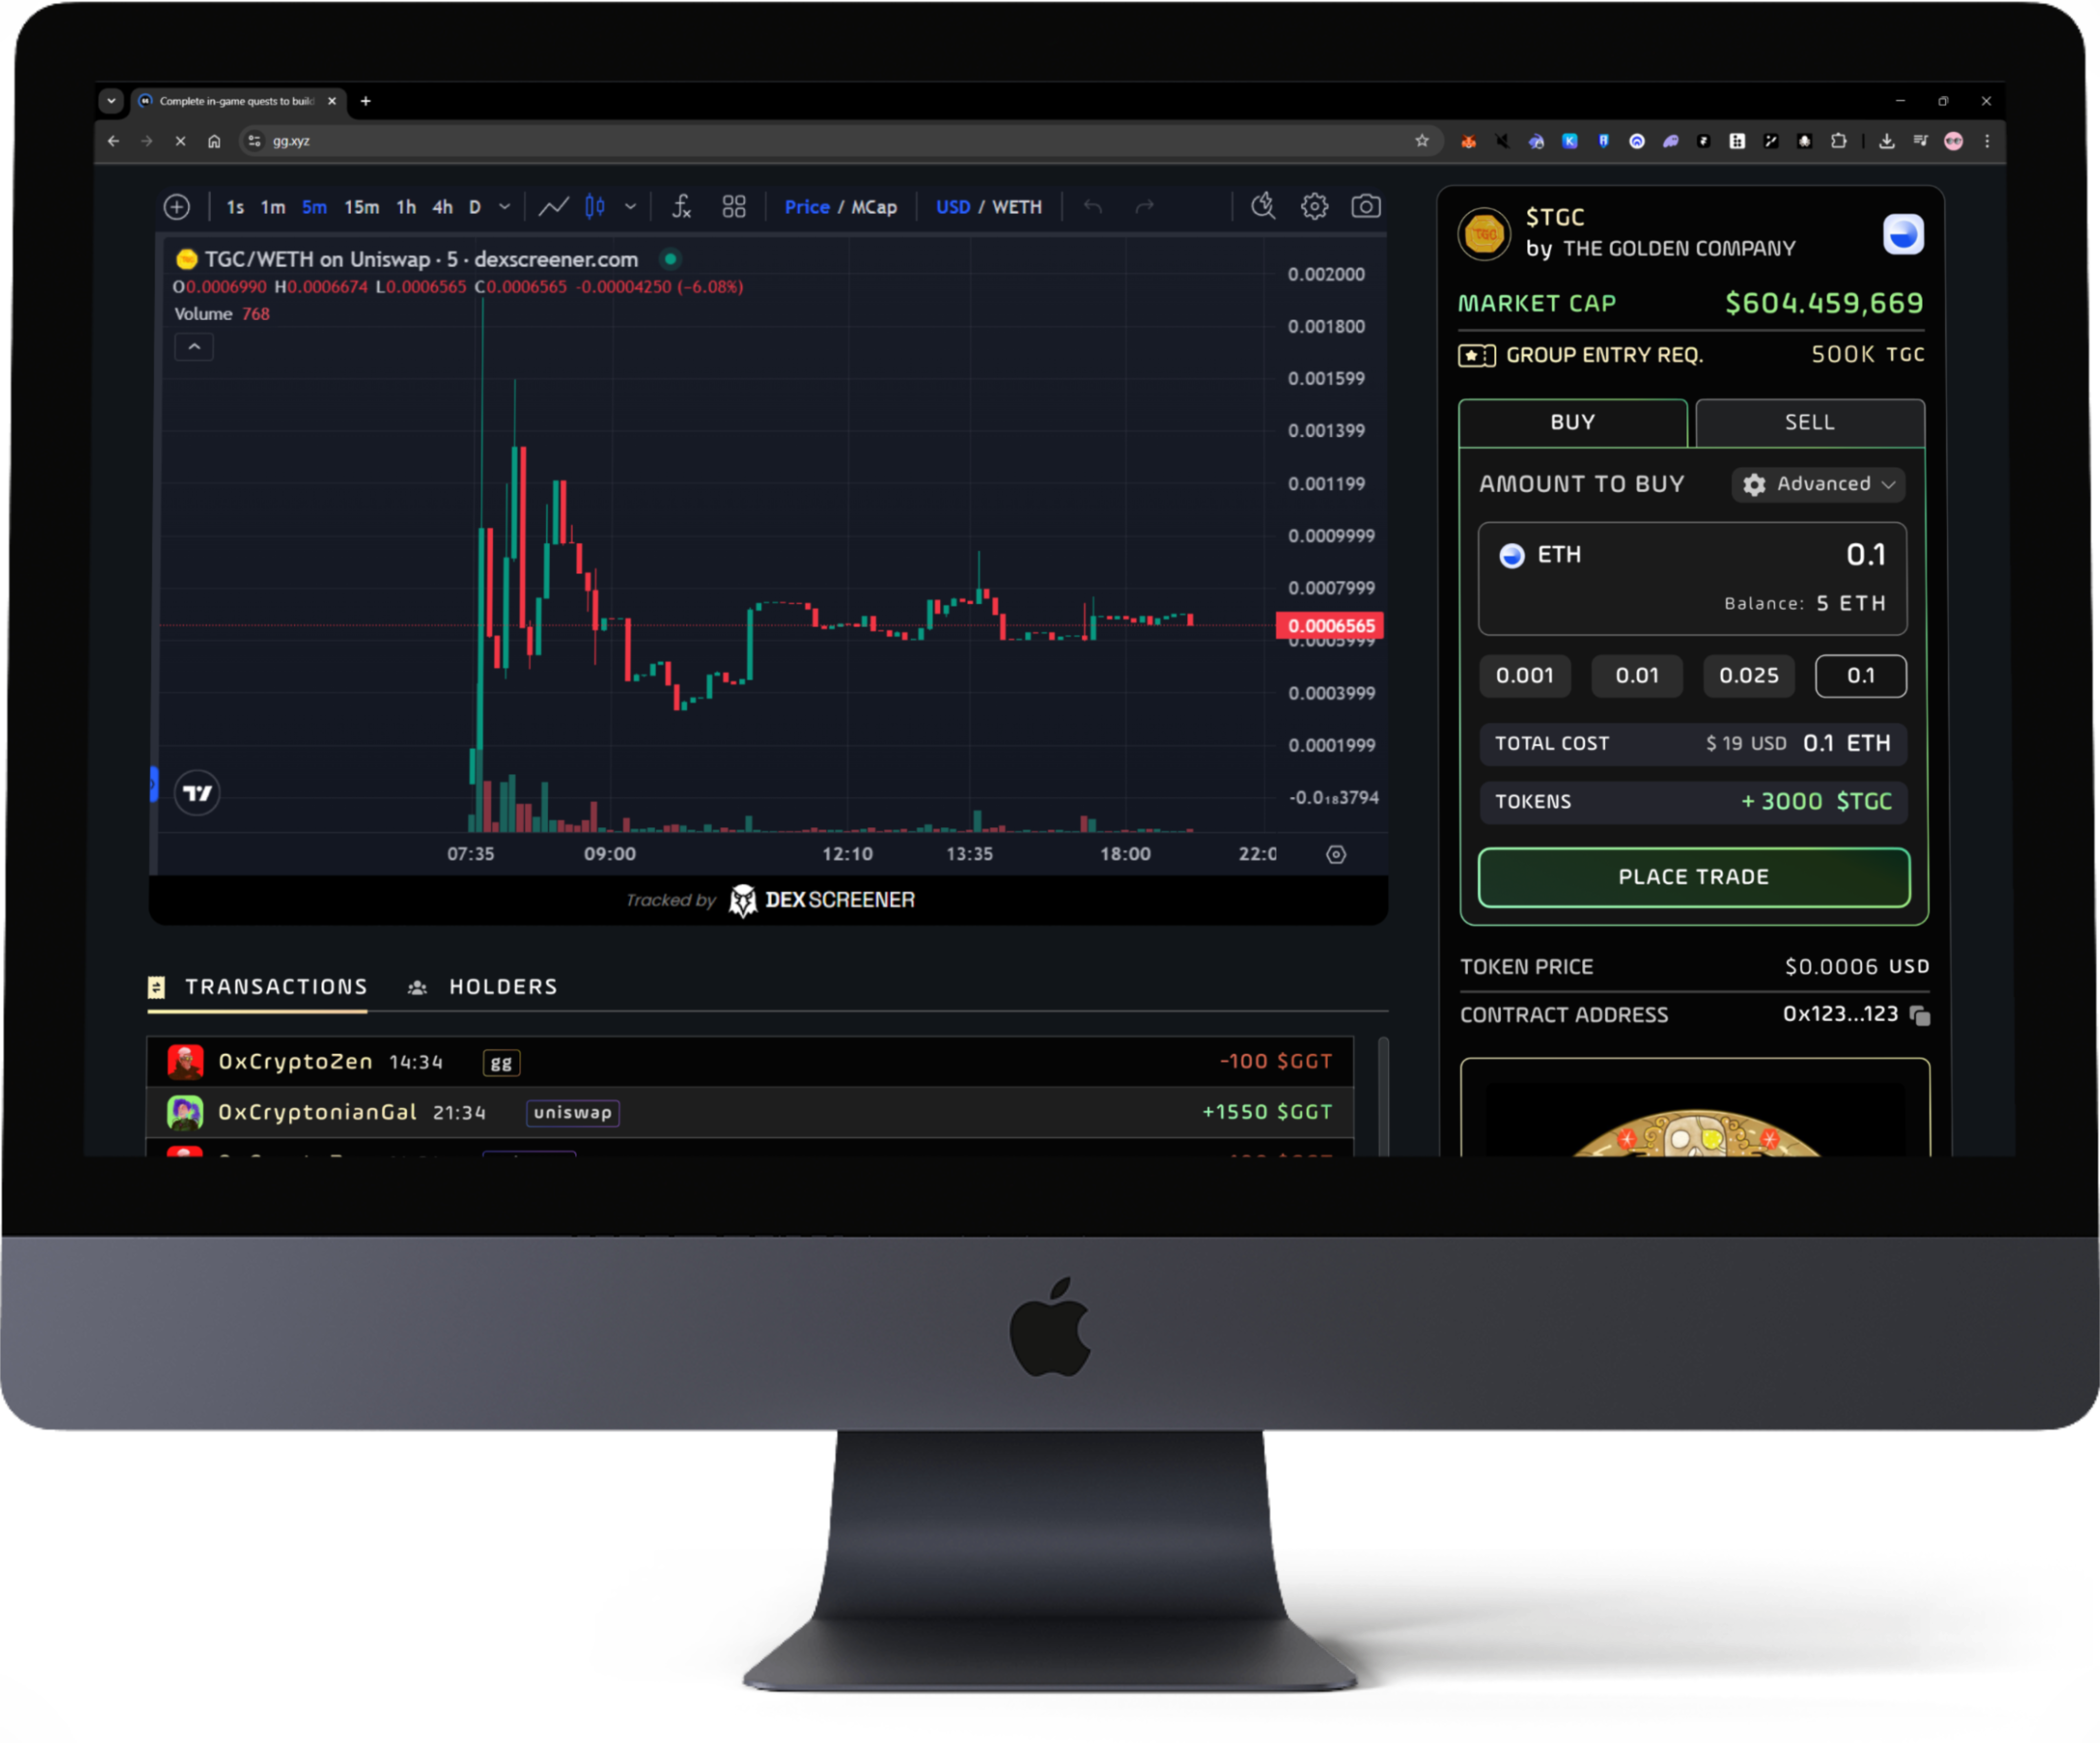 Complete in-game quests to build
gg.xyz
1s 1m 5m 15m 1h 4h D
Price / MCap
USD / WETH
TGC/WETH on Uniswap · 5 · dexscreener.com
O0.0006990 H0.0006674 L0.0006565 C0.0006565 -0.00004250 (-6.08%)
Volume 768
0.002000
0.001800
0.001599
0.001399
0.001199
0.0009999
0.0007999
0.0006565
0.0005999
0.0003999
0.0001999
-0.0₁₈3794
07:35 09:00 12:10 13:35 18:00 22:0
Tracked by DEX SCREENER
TRANSACTIONS HOLDERS
0xCryptoZen 14:34 gg -100 $GGT
0xCryptonianGal 21:34 uniswap +1550 $GGT
TGC
$TGC
by THE GOLDEN COMPANY
MARKET CAP $604.459,669
GROUP ENTRY REQ. 500K TGC
BUY SELL
AMOUNT TO BUY Advanced
ETH 0.1
Balance: 5 ETH
0.001 0.01 0.025 0.1
TOTAL COST $ 19 USD 0.1 ETH
TOKENS + 3000 $TGC
PLACE TRADE
TOKEN PRICE $0.0006 USD
CONTRACT ADDRESS 0x123...123